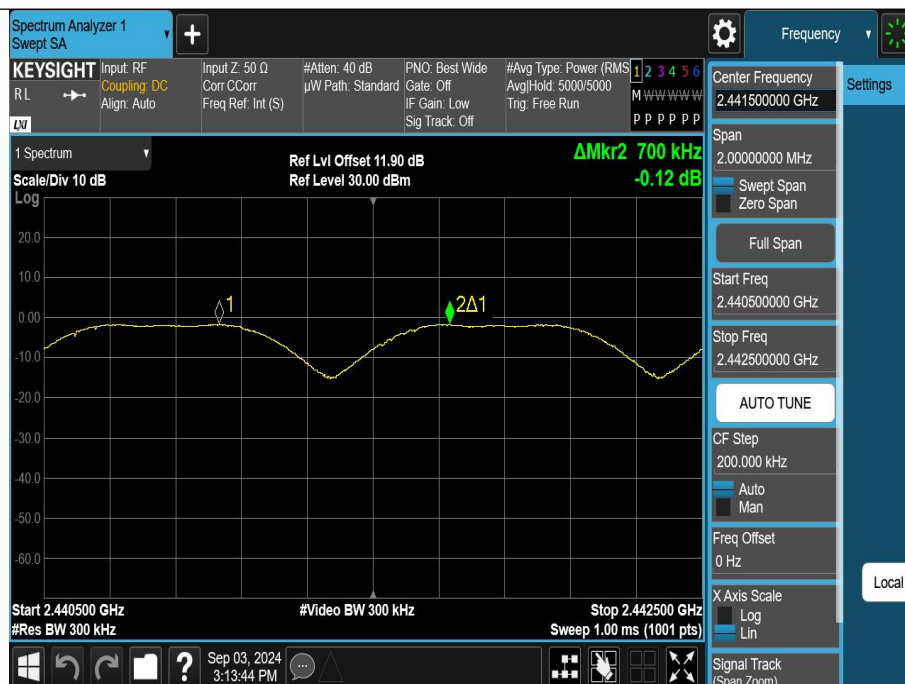 Spectrum Analyzer 1
Swept SA
+
Frequency
KEYSIGHT
RL
LXI
Input: RF
Coupling: DC
Align: Auto
Input Z: 50 Ω
Corr CCorr
Freq Ref: Int (S)
#Atten: 40 dB
µW Path: Standard
PNO: Best Wide
Gate: Off
IF Gain: Low
Sig Track: Off
#Avg Type: Power (RMS
Avg|Hold: 5000/5000
Trig: Free Run
1 2 3 4 5 6
M W W W W W
P P P P P P
1 Spectrum
Scale/Div 10 dB
Log
Ref Lvl Offset 11.90 dB
Ref Level 30.00 dBm
ΔMkr2 700 kHz
-0.12 dB
20.0
10.0
0.00
-10.0
-20.0
-30.0
-40.0
-50.0
-60.0
1
2Δ1
Start 2.440500 GHz
#Res BW 300 kHz
#Video BW 300 kHz
Stop 2.442500 GHz
Sweep 1.00 ms (1001 pts)
Sep 03, 2024
3:13:44 PM
?
Center Frequency
2.441500000 GHz
Settings
Span
2.00000000 MHz
Swept Span
Zero Span
Full Span
Start Freq
2.440500000 GHz
Stop Freq
2.442500000 GHz
AUTO TUNE
CF Step
200.000 kHz
Auto
Man
Freq Offset
0 Hz
Local
X Axis Scale
Log
Lin
Signal Track
(Span Zoom)